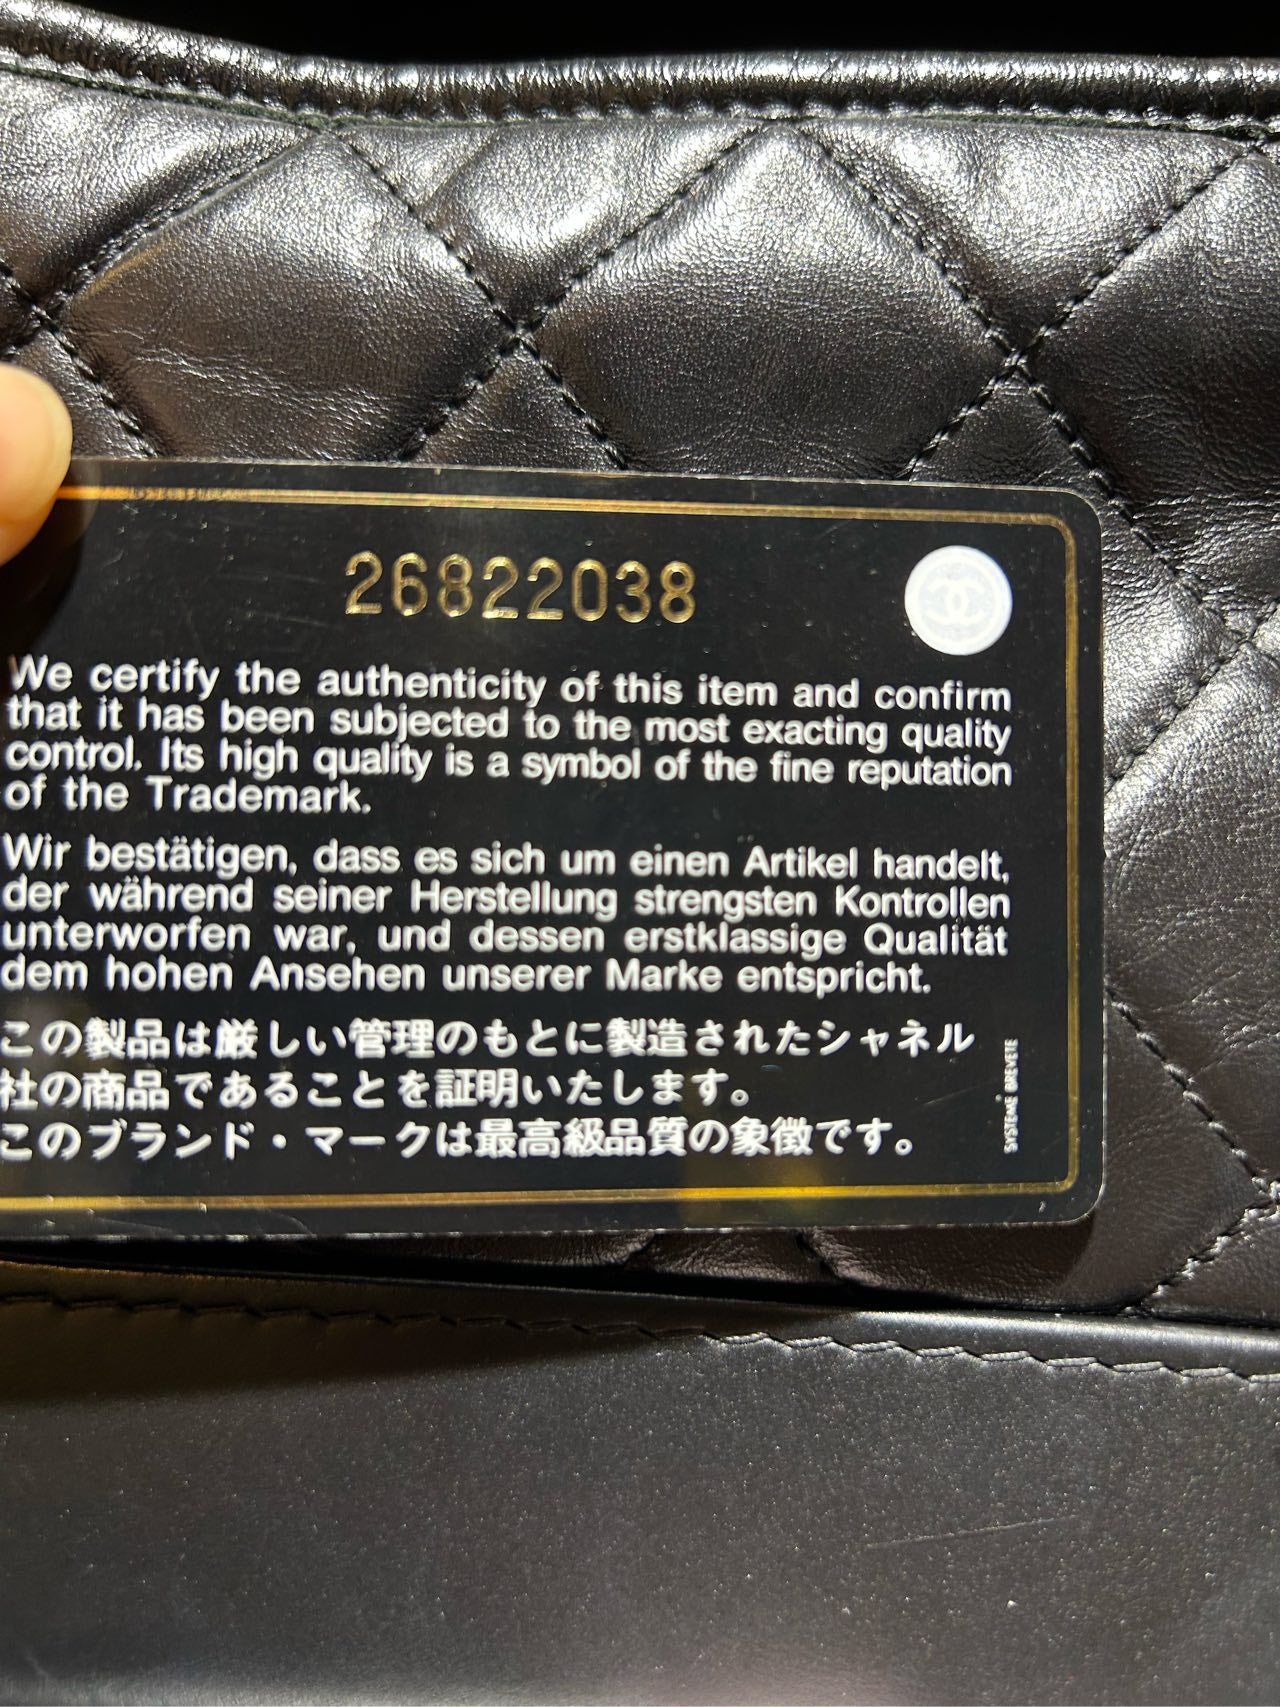 26822038
We certify the authenticity of this item and confirm
that it has been subjected to the most exacting quality
control. Its high quality is a symbol of the fine reputation
of the Trademark.
Wir bestätigen, dass es sich um einen Artikel handelt,
der während seiner Herstellung strengsten Kontrollen
unterworfen war, und dessen erstklassige Qualität
dem hohen Ansehen unserer Marke entspricht.
この製品は厳しい管理のもとに製造されたシャネル
社の商品であることを証明いたします。
このブランド・マークは最高級品質の象徴です。
SYSTEME BREVETE